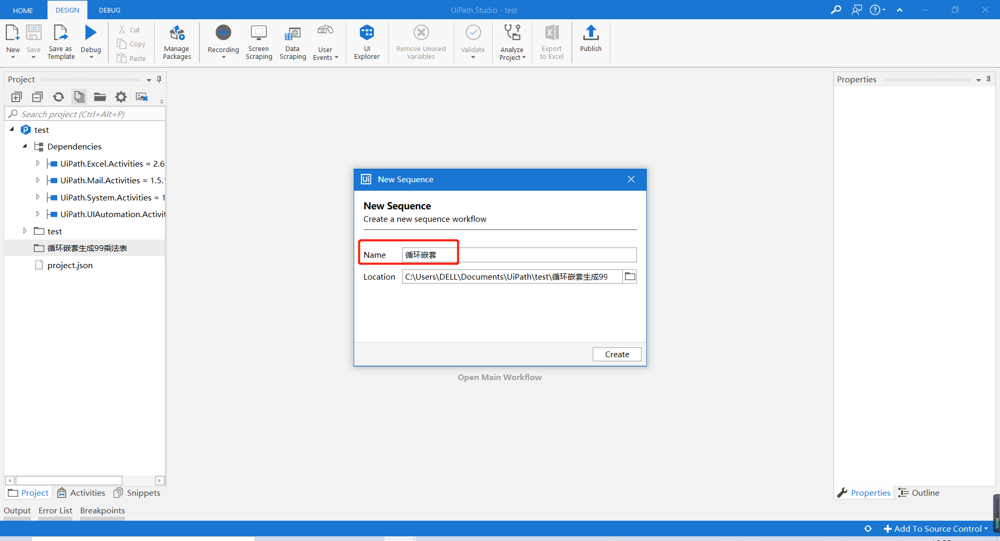 HOME
DESIGN
DEBUG
UiPath Studio - test
New
Save
Save as
Template
Debug
Cut
Copy
Paste
Manage
Packages
Recording
Screen
Scraping
Data
Scraping
User
Events
UI
Explorer
Remove Unused
Variables
Validate
Analyze
Project
Export
to Excel
Publish
Project
Search project (Ctrl+Alt+P)
test
Dependencies
UiPath.Excel.Activities = 2.6
UiPath.Mail.Activities = 1.5.
UiPath.System.Activities = 1
UiPath.UIAutomation.Activit
test
循环嵌套生成99乘法表
project.json
Project
Activities
Snippets
Output
Error List
Breakpoints
Ui
New Sequence
New Sequence
Create a new sequence workflow
Name
循环嵌套
Location
C:\Users\DELL\Documents\UiPath\test\循环嵌套生成99
Create
Open Main Workflow
Properties
Properties
Outline
Add To Source Control